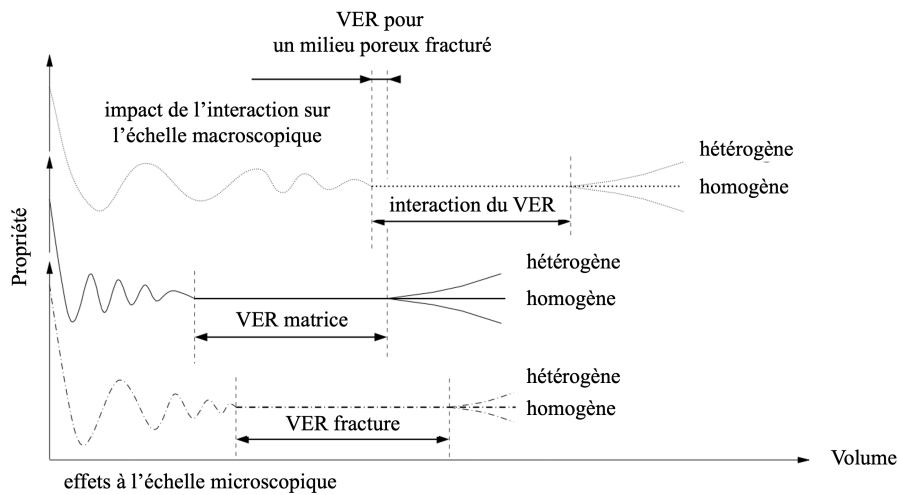 VER pour
un milieu poreux fracturé
impact de l’interaction sur
l’échelle macroscopique
hétérogène
homogène
interaction du VER
Propriété
hétérogène
homogène
VER matrice
hétérogène
homogène
VER fracture
Volume
effets à l’échelle microscopique